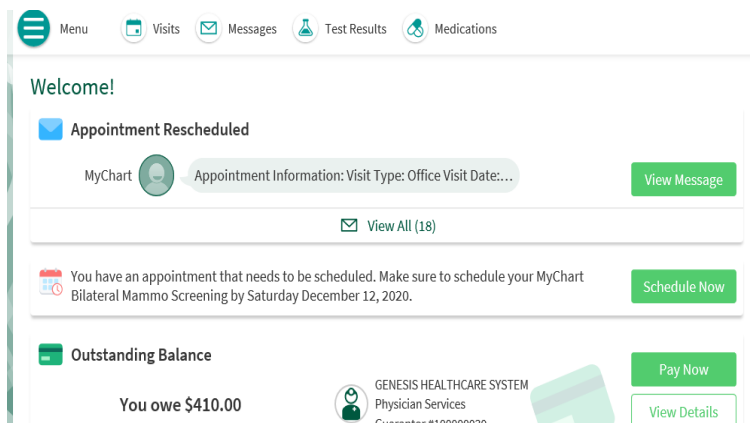 Menu Visits Messages Test Results Medications
Welcome!
Appointment Rescheduled
MyChart Appointment Information: Visit Type: Office Visit Date:... View Message
View All (18)
You have an appointment that needs to be scheduled. Make sure to schedule your MyChart
Bilateral Mammo Screening by Saturday December 12, 2020.
Schedule Now
Outstanding Balance
Pay Now
You owe $410.00
GENESIS HEALTHCARE SYSTEM
Physician Services
View Details